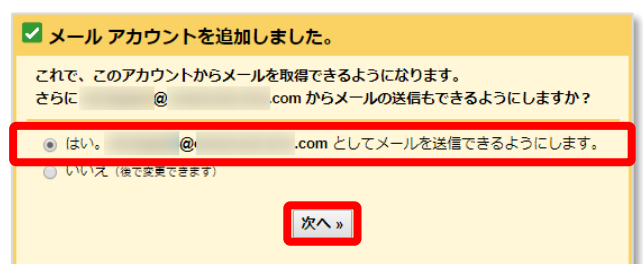 メール アカウントを追加しました。
これで、このアカウントからメールを取得できるようになります。
さらに @ .com からメールの送信もできるようにしますか？
はい。 @ .com としてメールを送信できるようにします。
いいえ（後で変更できます）
次へ »